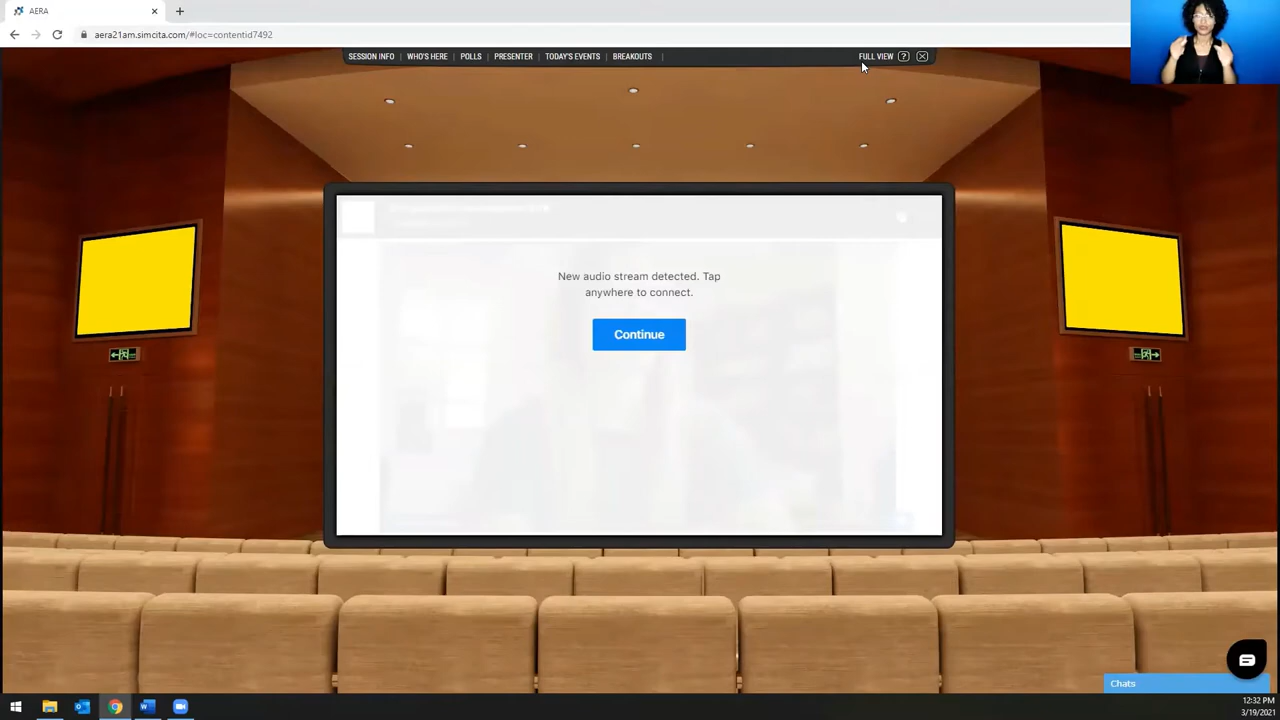 AERA
aera21am.simcita.com/#loc=contentid7492
SESSION INFO
WHO'S HERE
POLLS
PRESENTER
TODAY'S EVENTS
BREAKOUTS
FULL VIEW
?
New audio stream detected. Tap
anywhere to connect.
Continue
Chats
12:32 PM
3/19/2021